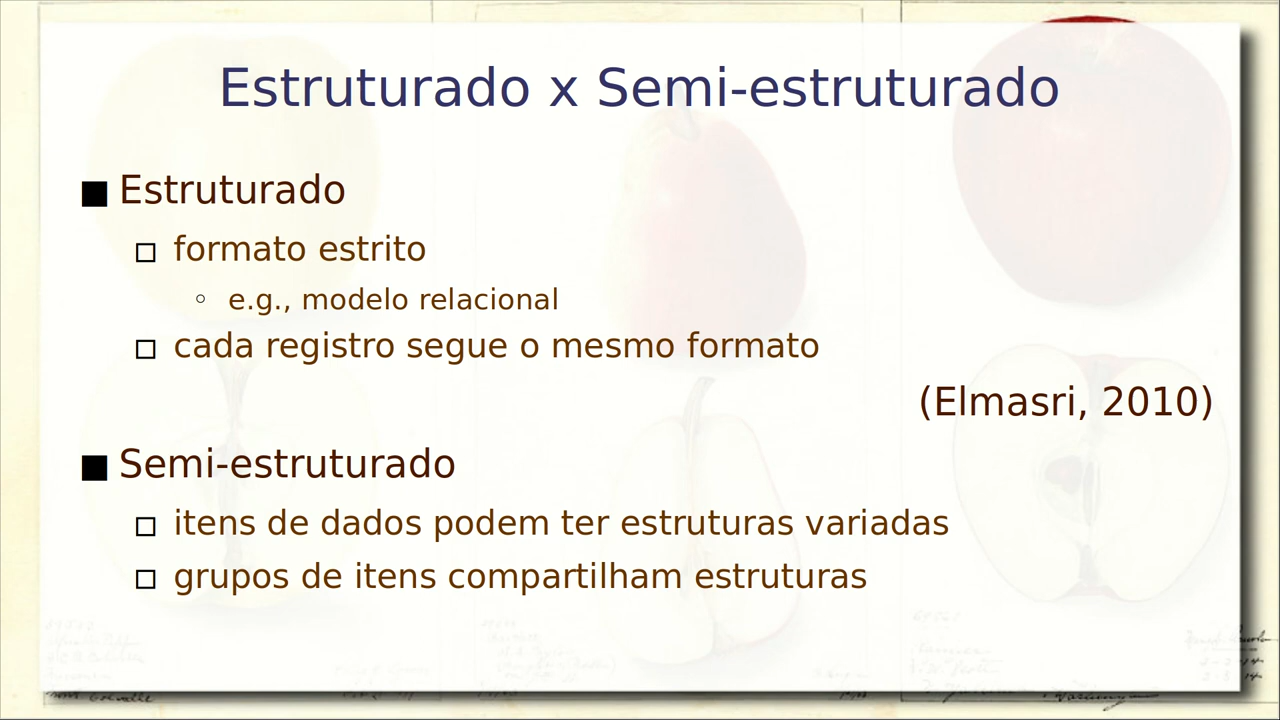 Estruturado x Semi-estruturado
Estruturado
formato estrito
e.g., modelo relacional
cada registro segue o mesmo formato
(Elmasri, 2010)
Semi-estruturado
itens de dados podem ter estruturas variadas
grupos de itens compartilham estruturas